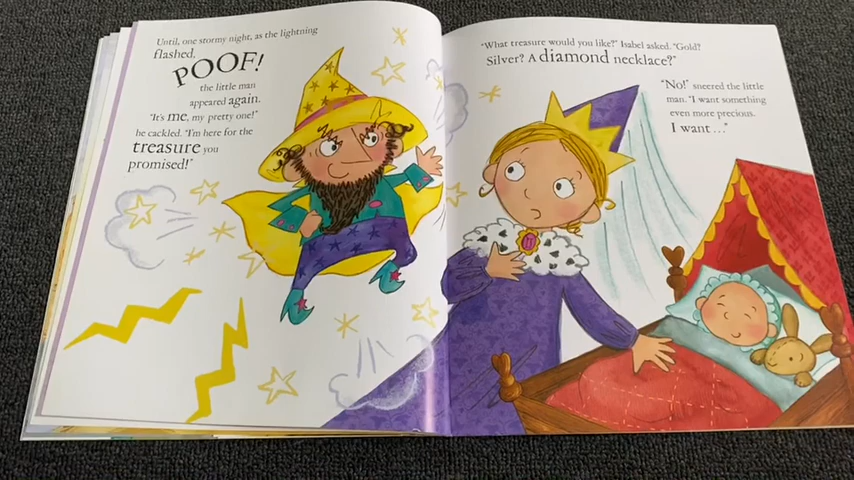 Until, one stormy night, as the lightning
flashed,
POOF!
the little man
appeared again.
"It's me, my pretty one!"
he cackled. "I'm here for the
treasure you
promised!"
"What treasure would you like?" Isabel asked. "Gold?
Silver? A diamond necklace?"
"No!" sneered the little
man. "I want something
even more precious.
I want ..."